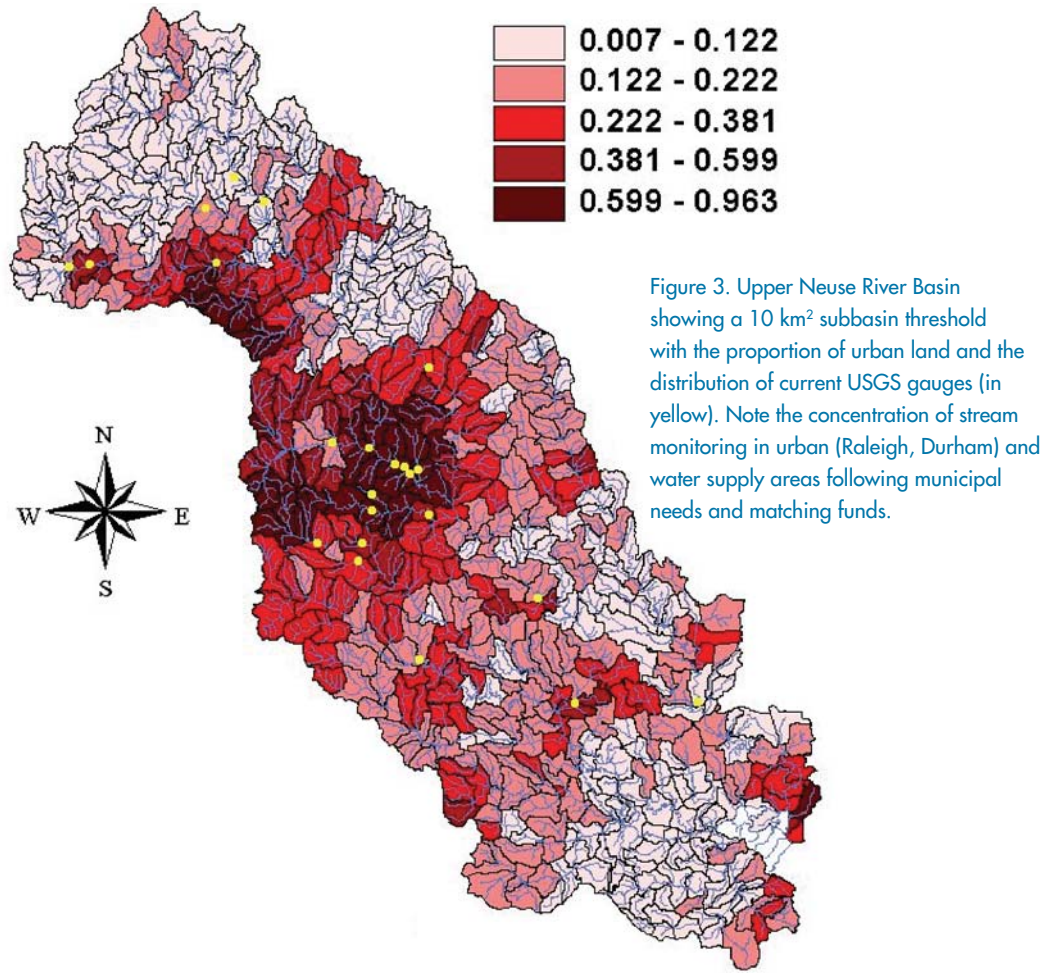 0.007 - 0.122
0.122 - 0.222
0.222 - 0.381
0.381 - 0.599
0.599 - 0.963
Figure 3. Upper Neuse River Basin
showing a 10 km² subbasin threshold
with the proportion of urban land and the
distribution of current USGS gauges (in
yellow). Note the concentration of stream
monitoring in urban (Raleigh, Durham) and
water supply areas following municipal
needs and matching funds.
N
W E
S